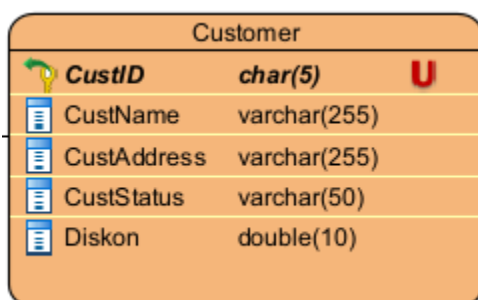 Customer
CustID char(5) U
CustName varchar(255)
CustAddress varchar(255)
CustStatus varchar(50)
Diskon double(10)